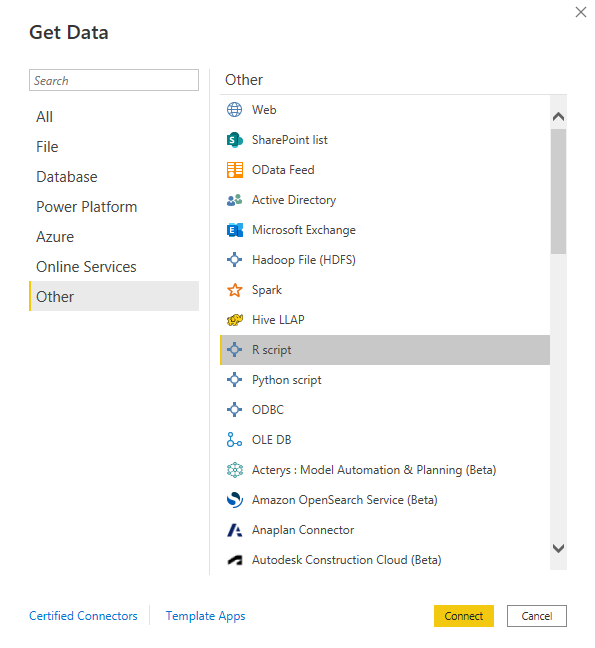 Get Data
Search
All
File
Database
Power Platform
Azure
Online Services
Other
Other
Web
SharePoint list
OData Feed
Active Directory
Microsoft Exchange
Hadoop File (HDFS)
Spark
Hive LLAP
R script
Python script
ODBC
OLE DB
Acterys : Model Automation & Planning (Beta)
Amazon OpenSearch Service (Beta)
Anaplan Connector
Autodesk Construction Cloud (Beta)
Certified Connectors
Template Apps
Connect
Cancel